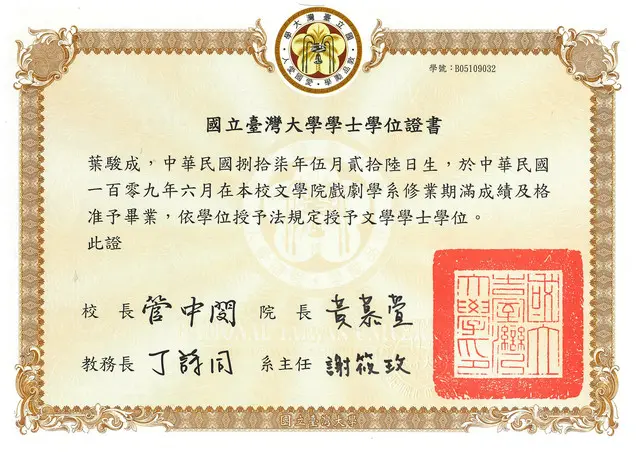 國立臺灣大學
敦品勵學 愛國愛人
學號：B05109032
國立臺灣大學學士學位證書
葉駿成，中華民國捌拾柒年伍月貳拾陸日生，於中華民國
一百零九年六月在本校文學院戲劇學系修業期滿成績及格
准予畢業，依學位授予法規定授予文學學士學位。
此證
校長 管中閔 院長 黃慕萱
教務長 丁詩同 系主任 謝筱玫
國立臺灣大學印
國立臺灣大學